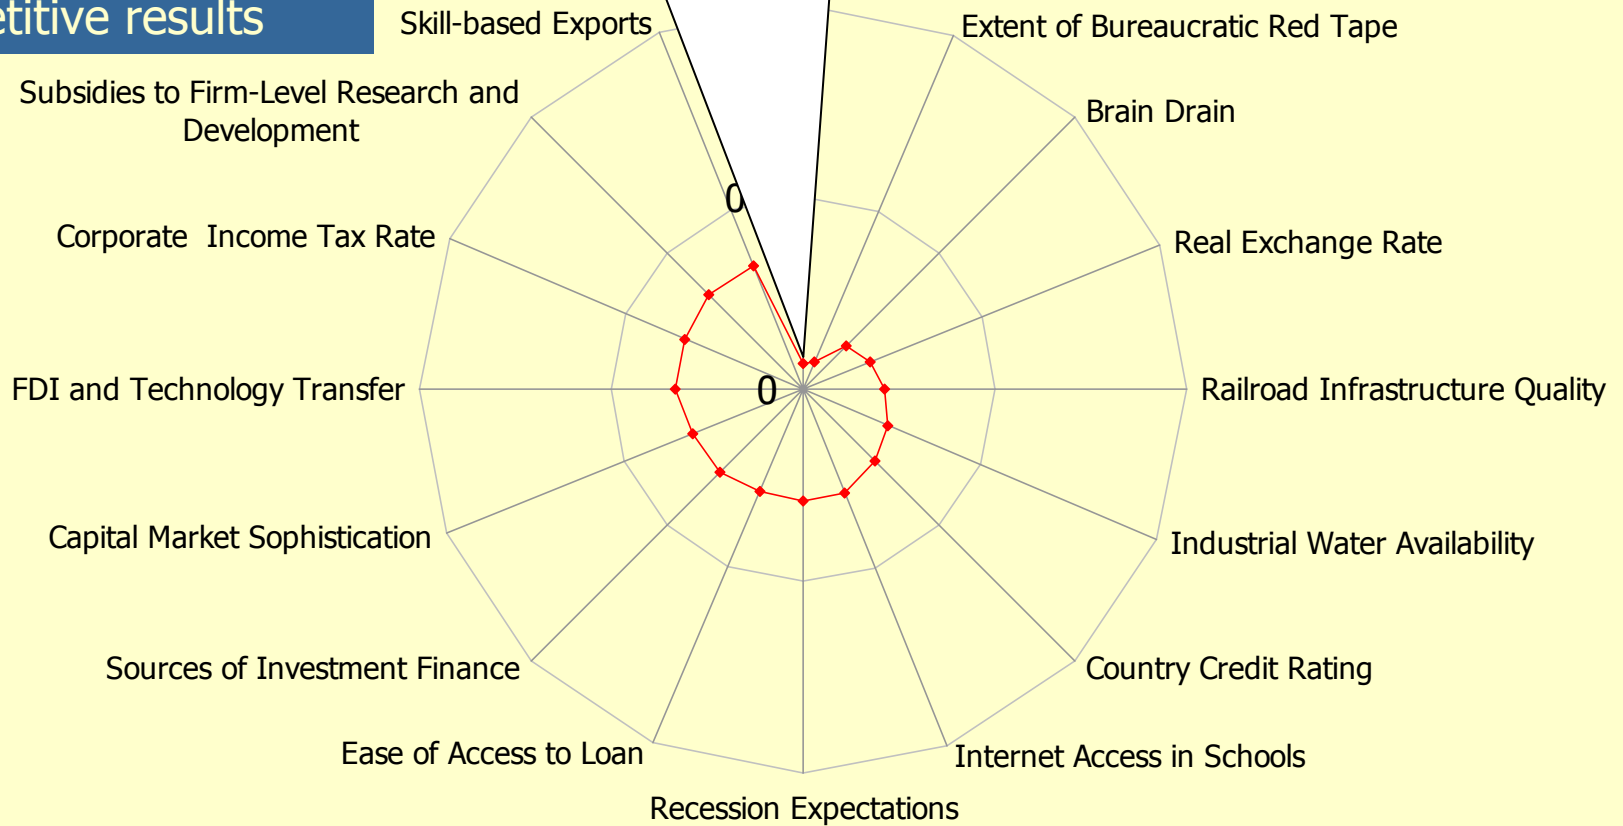 etitive results
Skill-based Exports
Extent of Bureaucratic Red Tape
Subsidies to Firm-Level Research and
Development
Brain Drain
0
Corporate  Income Tax Rate
Real Exchange Rate
FDI and Technology Transfer
0
Railroad Infrastructure Quality
Capital Market Sophistication
Industrial Water Availability
Sources of Investment Finance
Country Credit Rating
Ease of Access to Loan
Internet Access in Schools
Recession Expectations